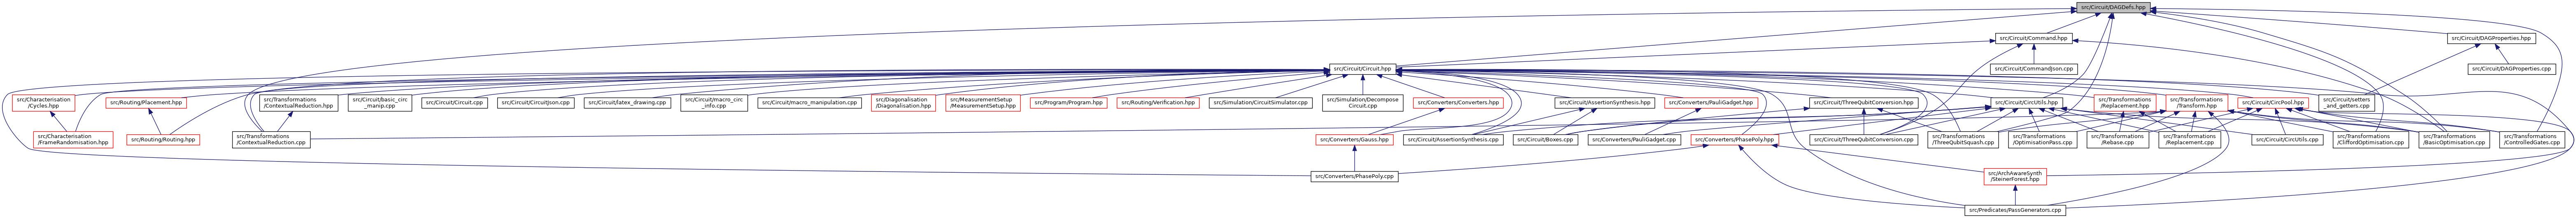 src/Circuit/DAGDefs.hpp
src/Circuit/Command.hpp
src/Circuit/DAGProperties.hpp
src/Circuit/Circuit.hpp
src/Circuit/CommandJson.cpp
src/Circuit/DAGProperties.cpp
src/Characterisation
/Cycles.hpp
src/Routing/Placement.hpp
src/Transformations
/ContextualReduction.hpp
src/Circuit/basic_circ
_manip.cpp
src/Circuit/Circuit.cpp
src/Circuit/CircuitJson.cpp
src/Circuit/latex_drawing.cpp
src/Circuit/macro_circ
_info.cpp
src/Circuit/macro_manipulation.cpp
src/Diagonalisation
/Diagonalisation.hpp
src/MeasurementSetup
/MeasurementSetup.hpp
src/Program/Program.hpp
src/Routing/Verification.hpp
src/Simulation/CircuitSimulator.cpp
src/Simulation/Decompose
Circuit.cpp
src/Converters/Converters.hpp
src/Circuit/AssertionSynthesis.hpp
src/Converters/PauliGadget.hpp
src/Circuit/ThreeQubitConversion.hpp
src/Circuit/CircUtils.hpp
src/Transformations
/Replacement.hpp
src/Transformations
/Transform.hpp
src/Circuit/CircPool.hpp
src/Circuit/setters
_and_getters.cpp
src/Characterisation
/FrameRandomisation.hpp
src/Routing/Routing.hpp
src/Transformations
/ContextualReduction.cpp
src/Converters/Gauss.hpp
src/Circuit/AssertionSynthesis.cpp
src/Circuit/Boxes.cpp
src/Converters/PauliGadget.cpp
src/Converters/PhasePoly.hpp
src/Circuit/ThreeQubitConversion.cpp
src/Transformations
/ThreeQubitSquash.cpp
src/Transformations
/OptimisationPass.cpp
src/Transformations
/Rebase.cpp
src/Transformations
/Replacement.cpp
src/Circuit/CircUtils.cpp
src/Transformations
/CliffordOptimisation.cpp
src/Transformations
/BasicOptimisation.cpp
src/Transformations
/ControlledGates.cpp
src/Converters/PhasePoly.cpp
src/ArchAwareSynth
/SteinerForest.hpp
src/Predicates/PassGenerators.cpp